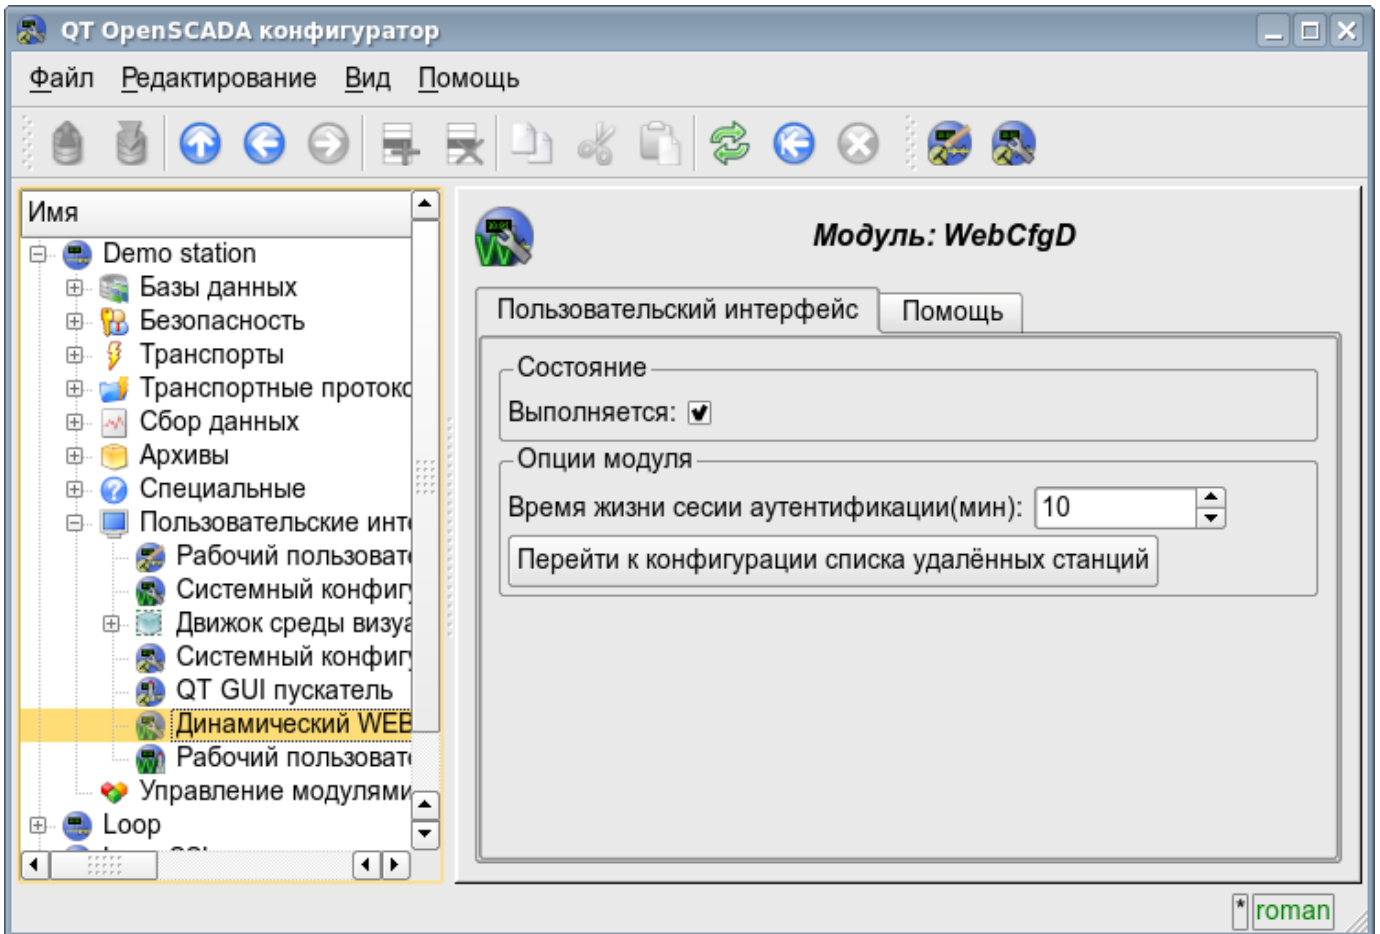 QT OpenSCADA конфигуратор
Файл Редактирование Вид Помощь
Имя
Demo station
Базы данных
Безопасность
Транспорты
Транспортные протоко
Сбор данных
Архивы
Специальные
Пользовательские инт
Рабочий пользоват
Системный конфиг
Движок среды визуа
Системный конфиг
QT GUI пускатель
Динамический WEB
Рабочий пользоват
Управление модулями
Loop
Модуль: WebCfgD
Пользовательский интерфейс Помощь
Состояние
Выполняется:
Опции модуля
Время жизни сесии аутентификации(мин): 10
Перейти к конфигурации списка удалённых станций
* roman